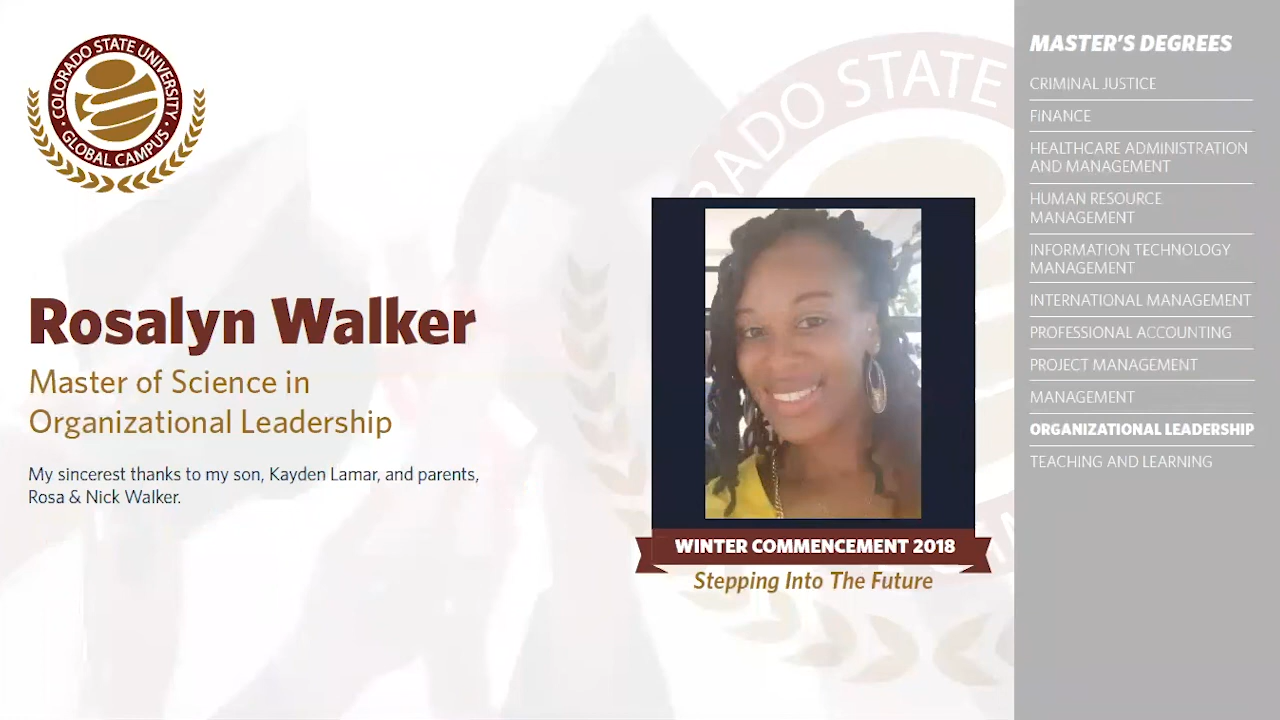 COLORADO STATE UNIVERSITY
GLOBAL CAMPUS
Rosalyn Walker
Master of Science in
Organizational Leadership
My sincerest thanks to my son, Kayden Lamar, and parents,
Rosa & Nick Walker.
ADO STATE
WINTER COMMENCEMENT 2018
Stepping Into The Future
MASTER'S DEGREES
CRIMINAL JUSTICE
FINANCE
HEALTHCARE ADMINISTRATION
AND MANAGEMENT
HUMAN RESOURCE
MANAGEMENT
INFORMATION TECHNOLOGY
MANAGEMENT
INTERNATIONAL MANAGEMENT
PROFESSIONAL ACCOUNTING
PROJECT MANAGEMENT
MANAGEMENT
ORGANIZATIONAL LEADERSHIP
TEACHING AND LEARNING